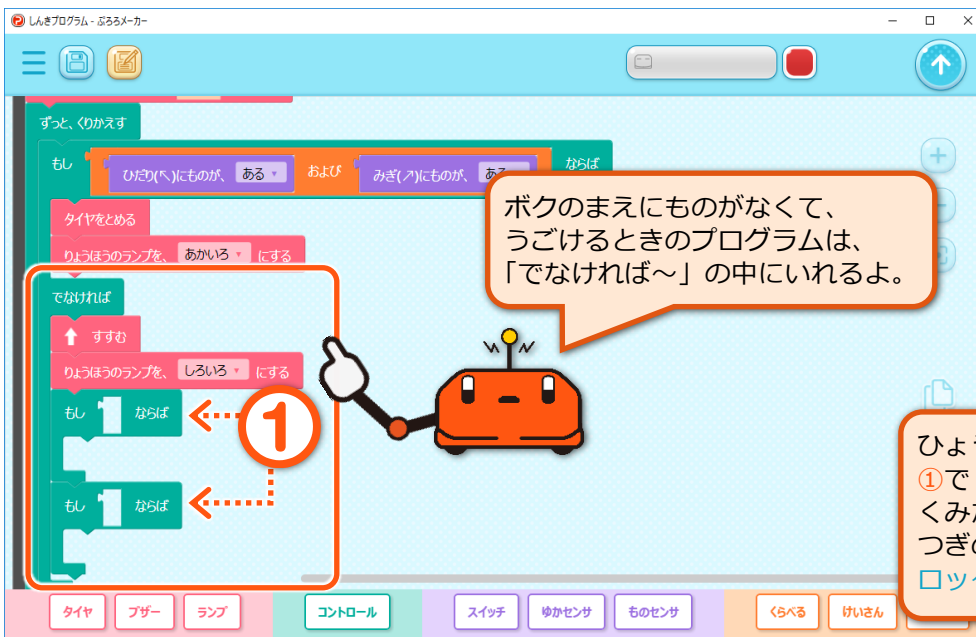 しんきプログラム - ぷろろメーカー
ずっと、くりかえす
もし ひだり(↖)にものが、 ある および みぎ(↗)にものが、 ある ならば
タイヤをとめる
りょうほうのランプを、 あかいろ にする
でなければ
すすむ
りょうほうのランプを、 しろいろ にする
もし ならば
もし ならば
①
ボクのまえにものがなくて、
うごけるときのプログラムは、
「でなければ～」の中にいれるよ。
ひょう
①で
くみ
つぎの
ロッ
タイヤ ブザー ランプ コントロール スイッチ ゆかセンサ ものセンサ くらべる けいさん